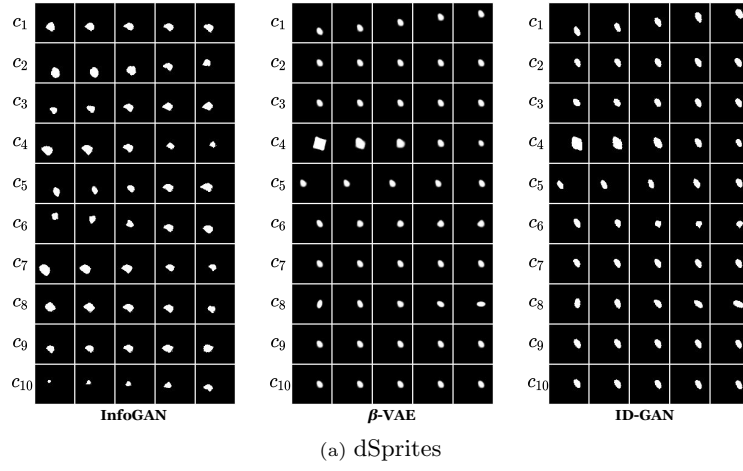 c1 c1 c1
c2 c2 c2
c3 c3 c3
c4 c4 c4
c5 c5 c5
c6 c6 c6
c7 c7 c7
c8 c8 c8
c9 c9 c9
c10 c10 c10
InfoGAN β-VAE ID-GAN
(a) dSprites